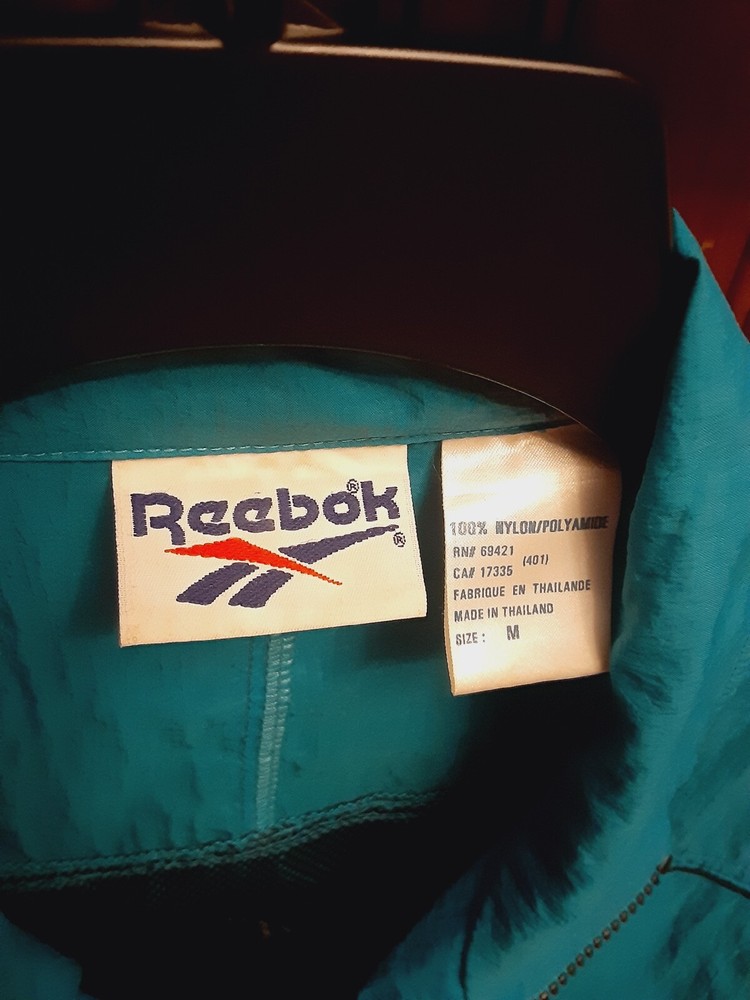 Reebok®
®
100% NYLON/POLYAMIDE
RN# 69421
CA# 17335 (401)
FABRIQUE EN THAILANDE
MADE IN THAILAND
SIZE: M